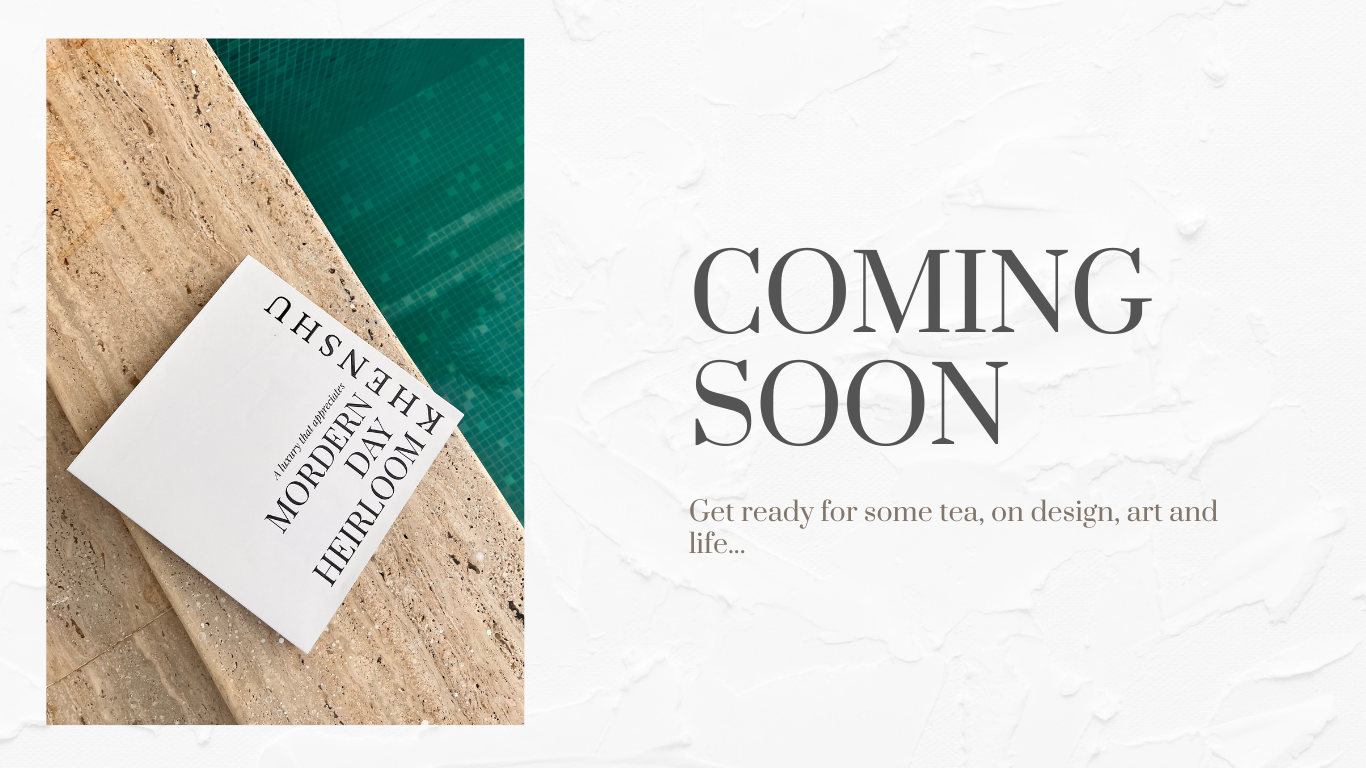 KHENSHU
A luxury that appreciates
MORDERN
DAY
HEIRLOOM
COMING
SOON
Get ready for some tea, on design, art and
life...